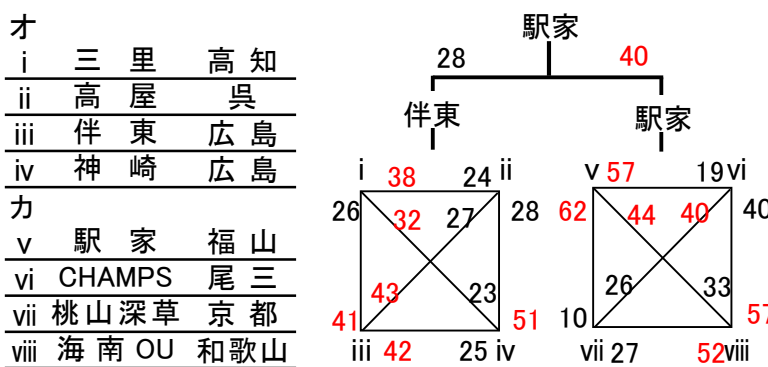 オ
i 三里 高知
ii 高屋 呉
iii 伴東 広島
iv 神崎 広島
カ
v 駅家 福山
vi CHAMPS 尾三
vii 桃山深草 京都
viii 海南OU 和歌山
駅家
28 40
伴東 駅家
i 38 24 ii
26 32 27 28
43 23
41 51
iii 42 25 iv
v 57 19 vi
62 44 40 40
26 33
10 57
vii 27 52 viii